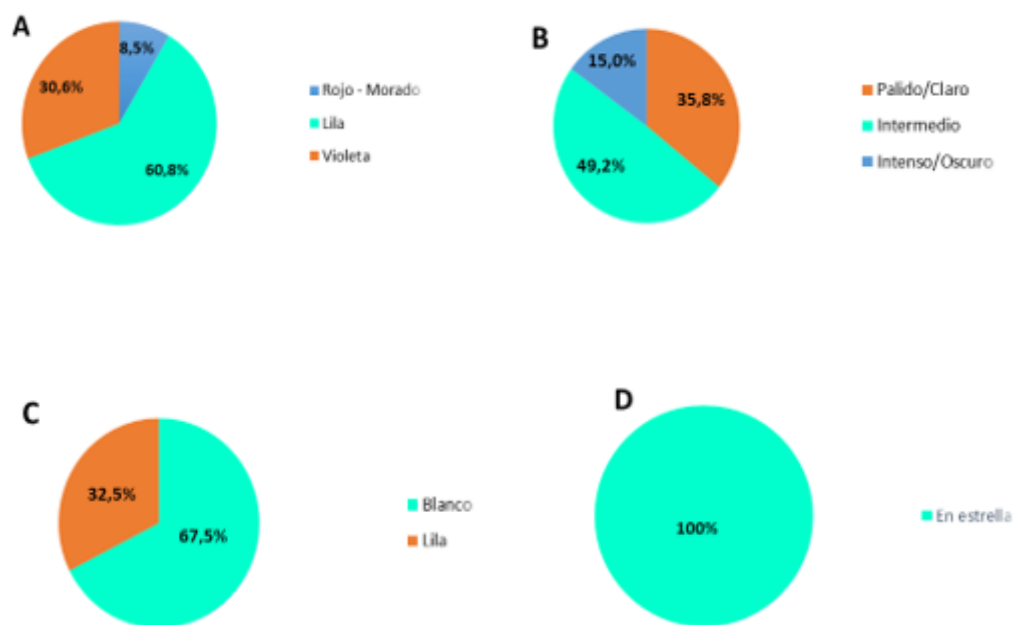 A
8,5%
30,6%
60,8%
Rojo - Morado
Lila
Violeta
B
15,0%
35,8%
49,2%
Palido/Claro
Intermedio
Intenso/Oscuro
C
32,5%
67,5%
Blanco
Lila
D
100%
En estrella